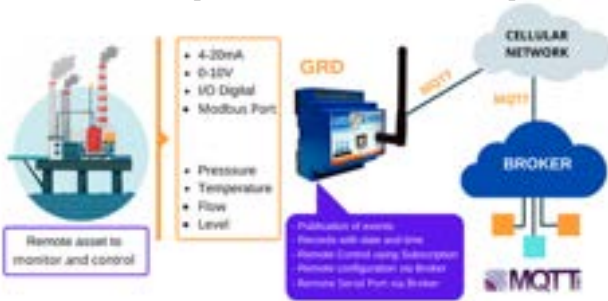 Remote asset to
monitor and control
• 4-20mA
• 0-10V
• I/O Digital
• Modbus Port
• Pressure
• Temperature
• Flow
• Level
GRD
- Publication of events
- Records with date and time
- Remote Control using Subscription
- Remote configuration via Broker
- Remote Serial Port via Broker
MQTT
CELLULAR
NETWORK
MQTT
BROKER
MQTT